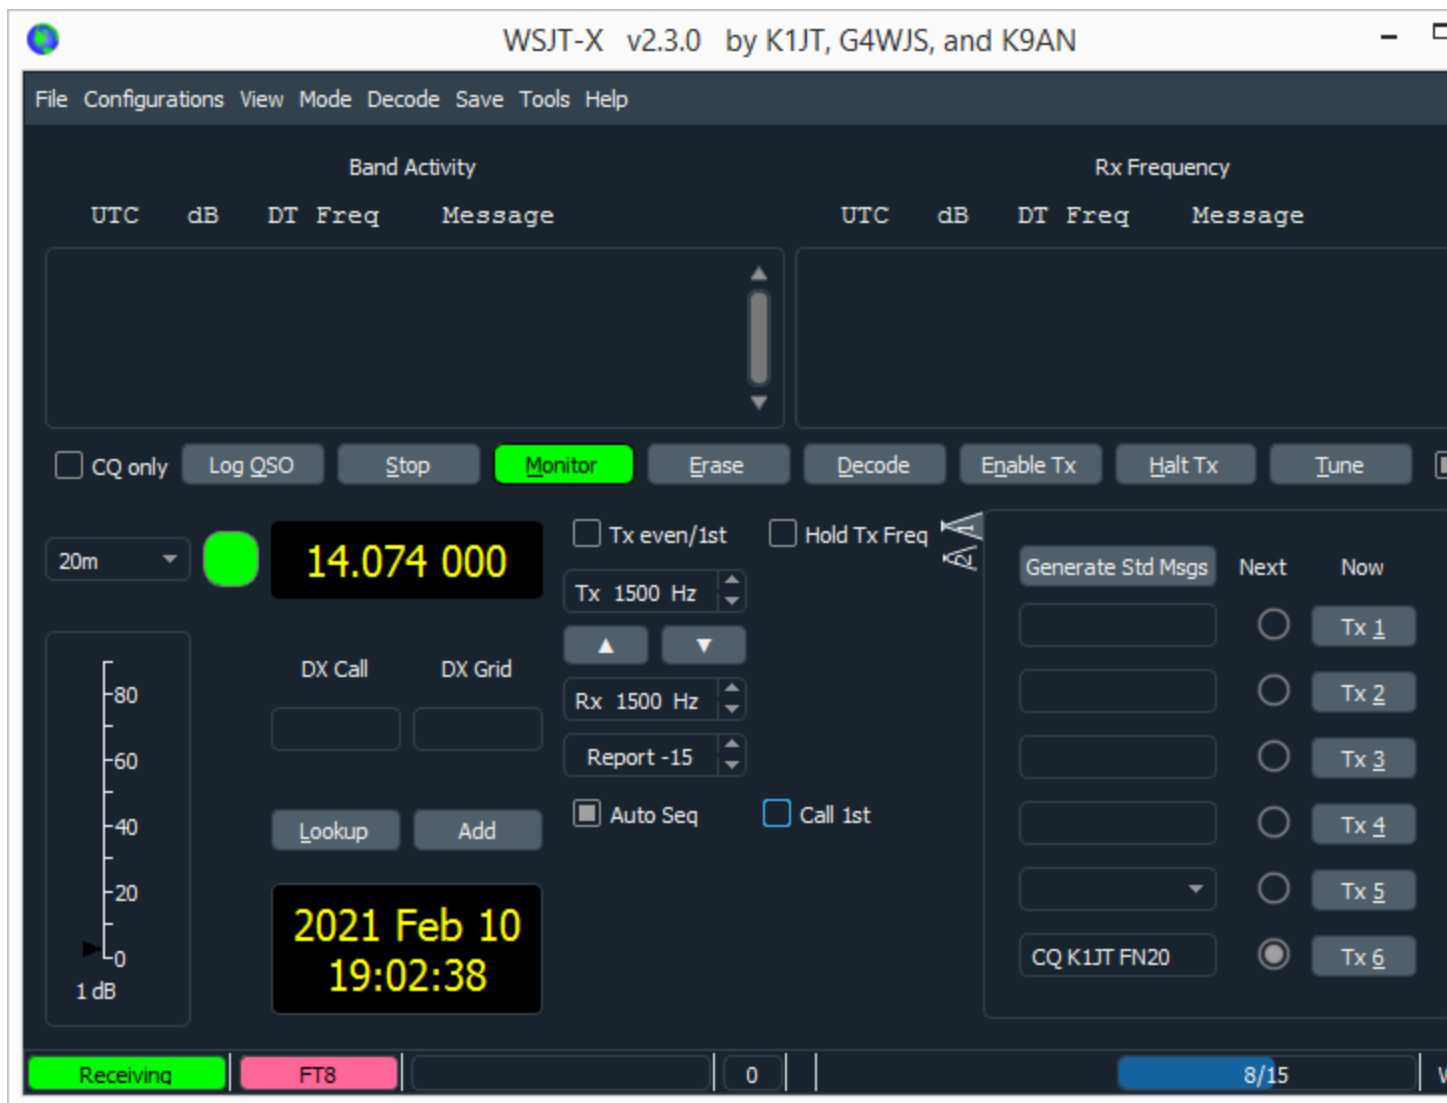 WSJT-X v2.3.0 by K1JT, G4WJS, and K9AN
File Configurations View Mode Decode Save Tools Help
Band Activity
Rx Frequency
UTC dB DT Freq Message
UTC dB DT Freq Message
CQ only Log QSO Stop Monitor Erase Decode Enable Tx Halt Tx Tune
20m
14.074 000
Tx even/1st
Hold Tx Freq
Tx 1500 Hz
▲ ▼
Rx 1500 Hz
Report -15
Auto Seq
Call 1st
DX Call DX Grid
Lookup Add
2021 Feb 10
19:02:38
80
60
40
20
0
1 dB
1
2
Generate Std Msgs Next Now
Tx 1
Tx 2
Tx 3
Tx 4
Tx 5
CQ K1JT FN20 Tx 6
Receiving FT8 0 8/15